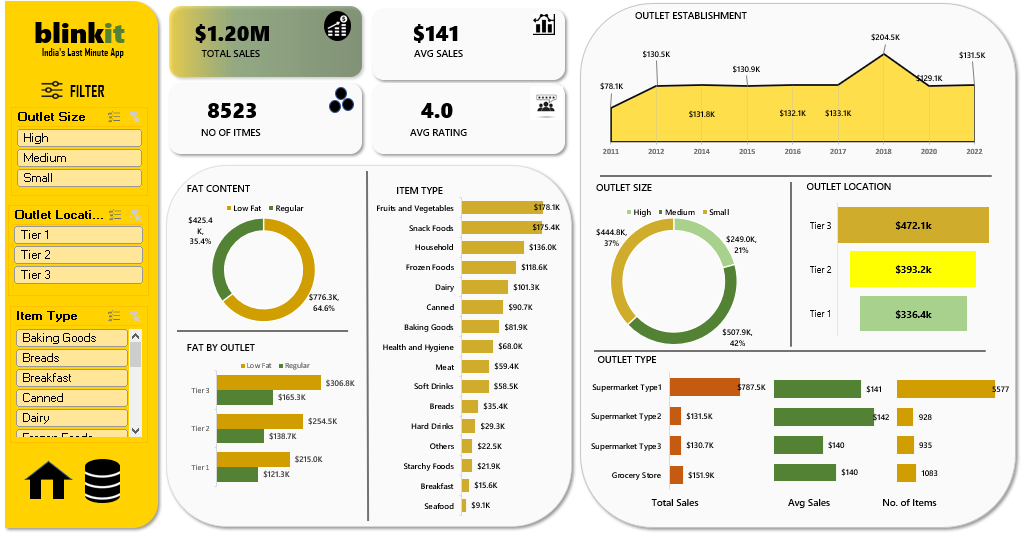 blinkit
India's Last Minute App
FILTER
Outlet Size
High
Medium
Small
Outlet Locati...
Tier 1
Tier 2
Tier 3
Item Type
Baking Goods
Breads
Breakfast
Canned
Dairy
Frozen Foods
$1.20M
TOTAL SALES
$141
AVG SALES
8523
NO OF ITMES
4.0
AVG RATING
FAT CONTENT
Low Fat
Regular
$425.4
K,
35.4%
$776.3K,
64.6%
FAT BY OUTLET
Low Fat
Regular
Tier 3
$306.8K
$165.3K
Tier 2
$254.5K
$138.7K
Tier 1
$215.0K
$121.3K
ITEM TYPE
Fruits and Vegetables $178.1K
Snack Foods $175.4K
Household $136.0K
Frozen Foods $118.6K
Dairy $101.3K
Canned $90.7K
Baking Goods $81.9K
Health and Hygiene $68.0K
Meat $59.4K
Soft Drinks $58.5K
Breads $35.4K
Hard Drinks $29.3K
Others $22.5K
Starchy Foods $21.9K
Breakfast $15.6K
Seafood $9.1K
OUTLET ESTABLISHMENT
$78.1K
$130.5K
$131.8K
$130.9K
$132.1K
$133.1K
$204.5K
$129.1K
$131.5K
2011 2012 2014 2015 2016 2017 2018 2020 2022
OUTLET SIZE
High Medium Small
$444.8K,
37%
$249.0K,
21%
$507.9K,
42%
OUTLET LOCATION
Tier 3 $472.1k
Tier 2 $393.2k
Tier 1 $336.4k
OUTLET TYPE
Supermarket Type1 $787.5K $141 5577
Supermarket Type2 $131.5K $142 928
Supermarket Type3 $130.7K $140 935
Grocery Store $151.9K $140 1083
Total Sales Avg Sales No. of Items